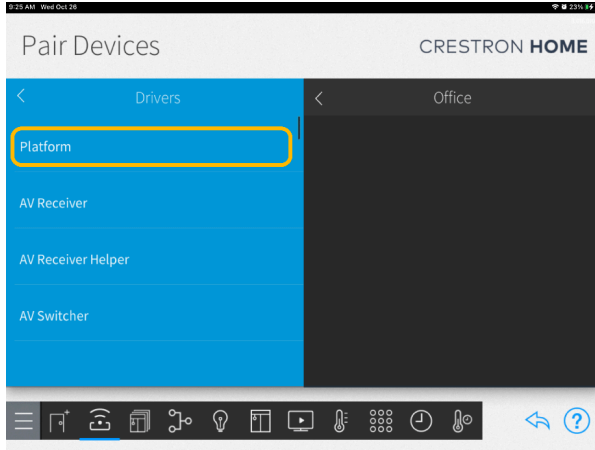 9:25 AM Wed Oct 26
23%
Pair Devices
CRESTRON HOME
Drivers
Office
Platform
AV Receiver
AV Receiver Helper
AV Switcher
?